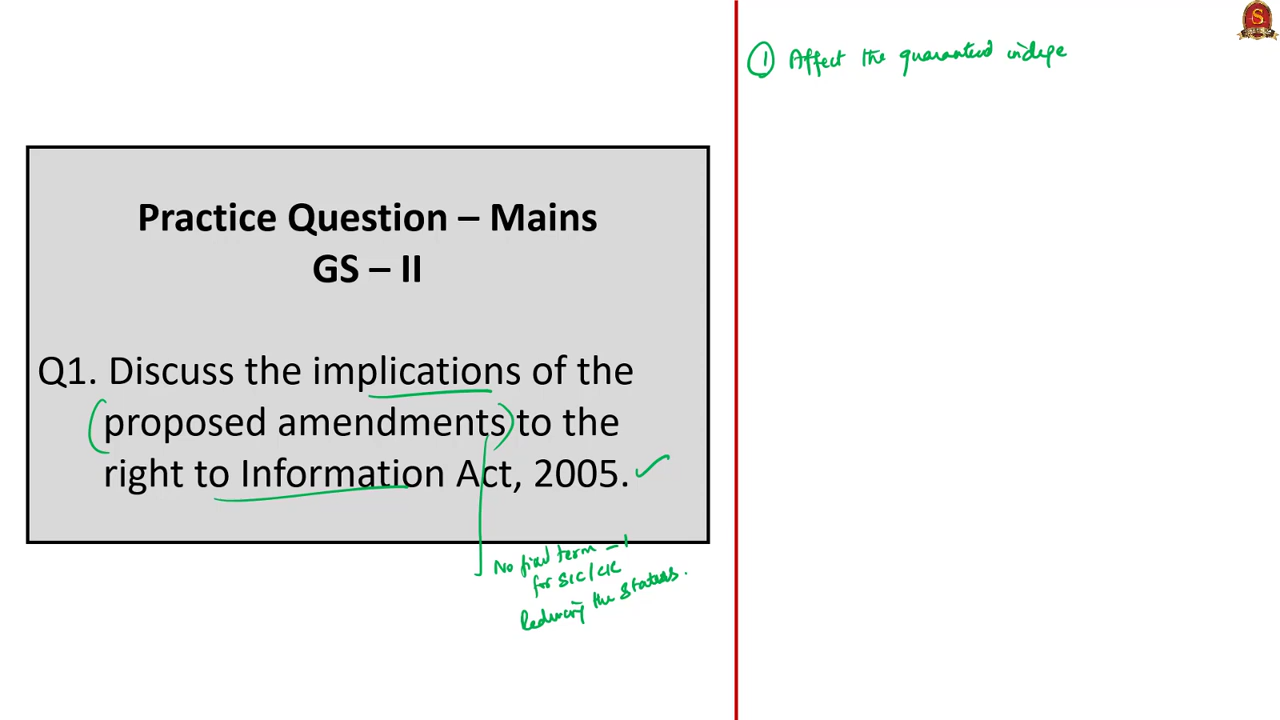 Practice Question – Mains
GS – II
Q1. Discuss the implications of the
(proposed amendments) to the
right to Information Act, 2005.
No fixed term –
for SIC/CIC
Reducing the status.
① Affect the guaranteed indepe